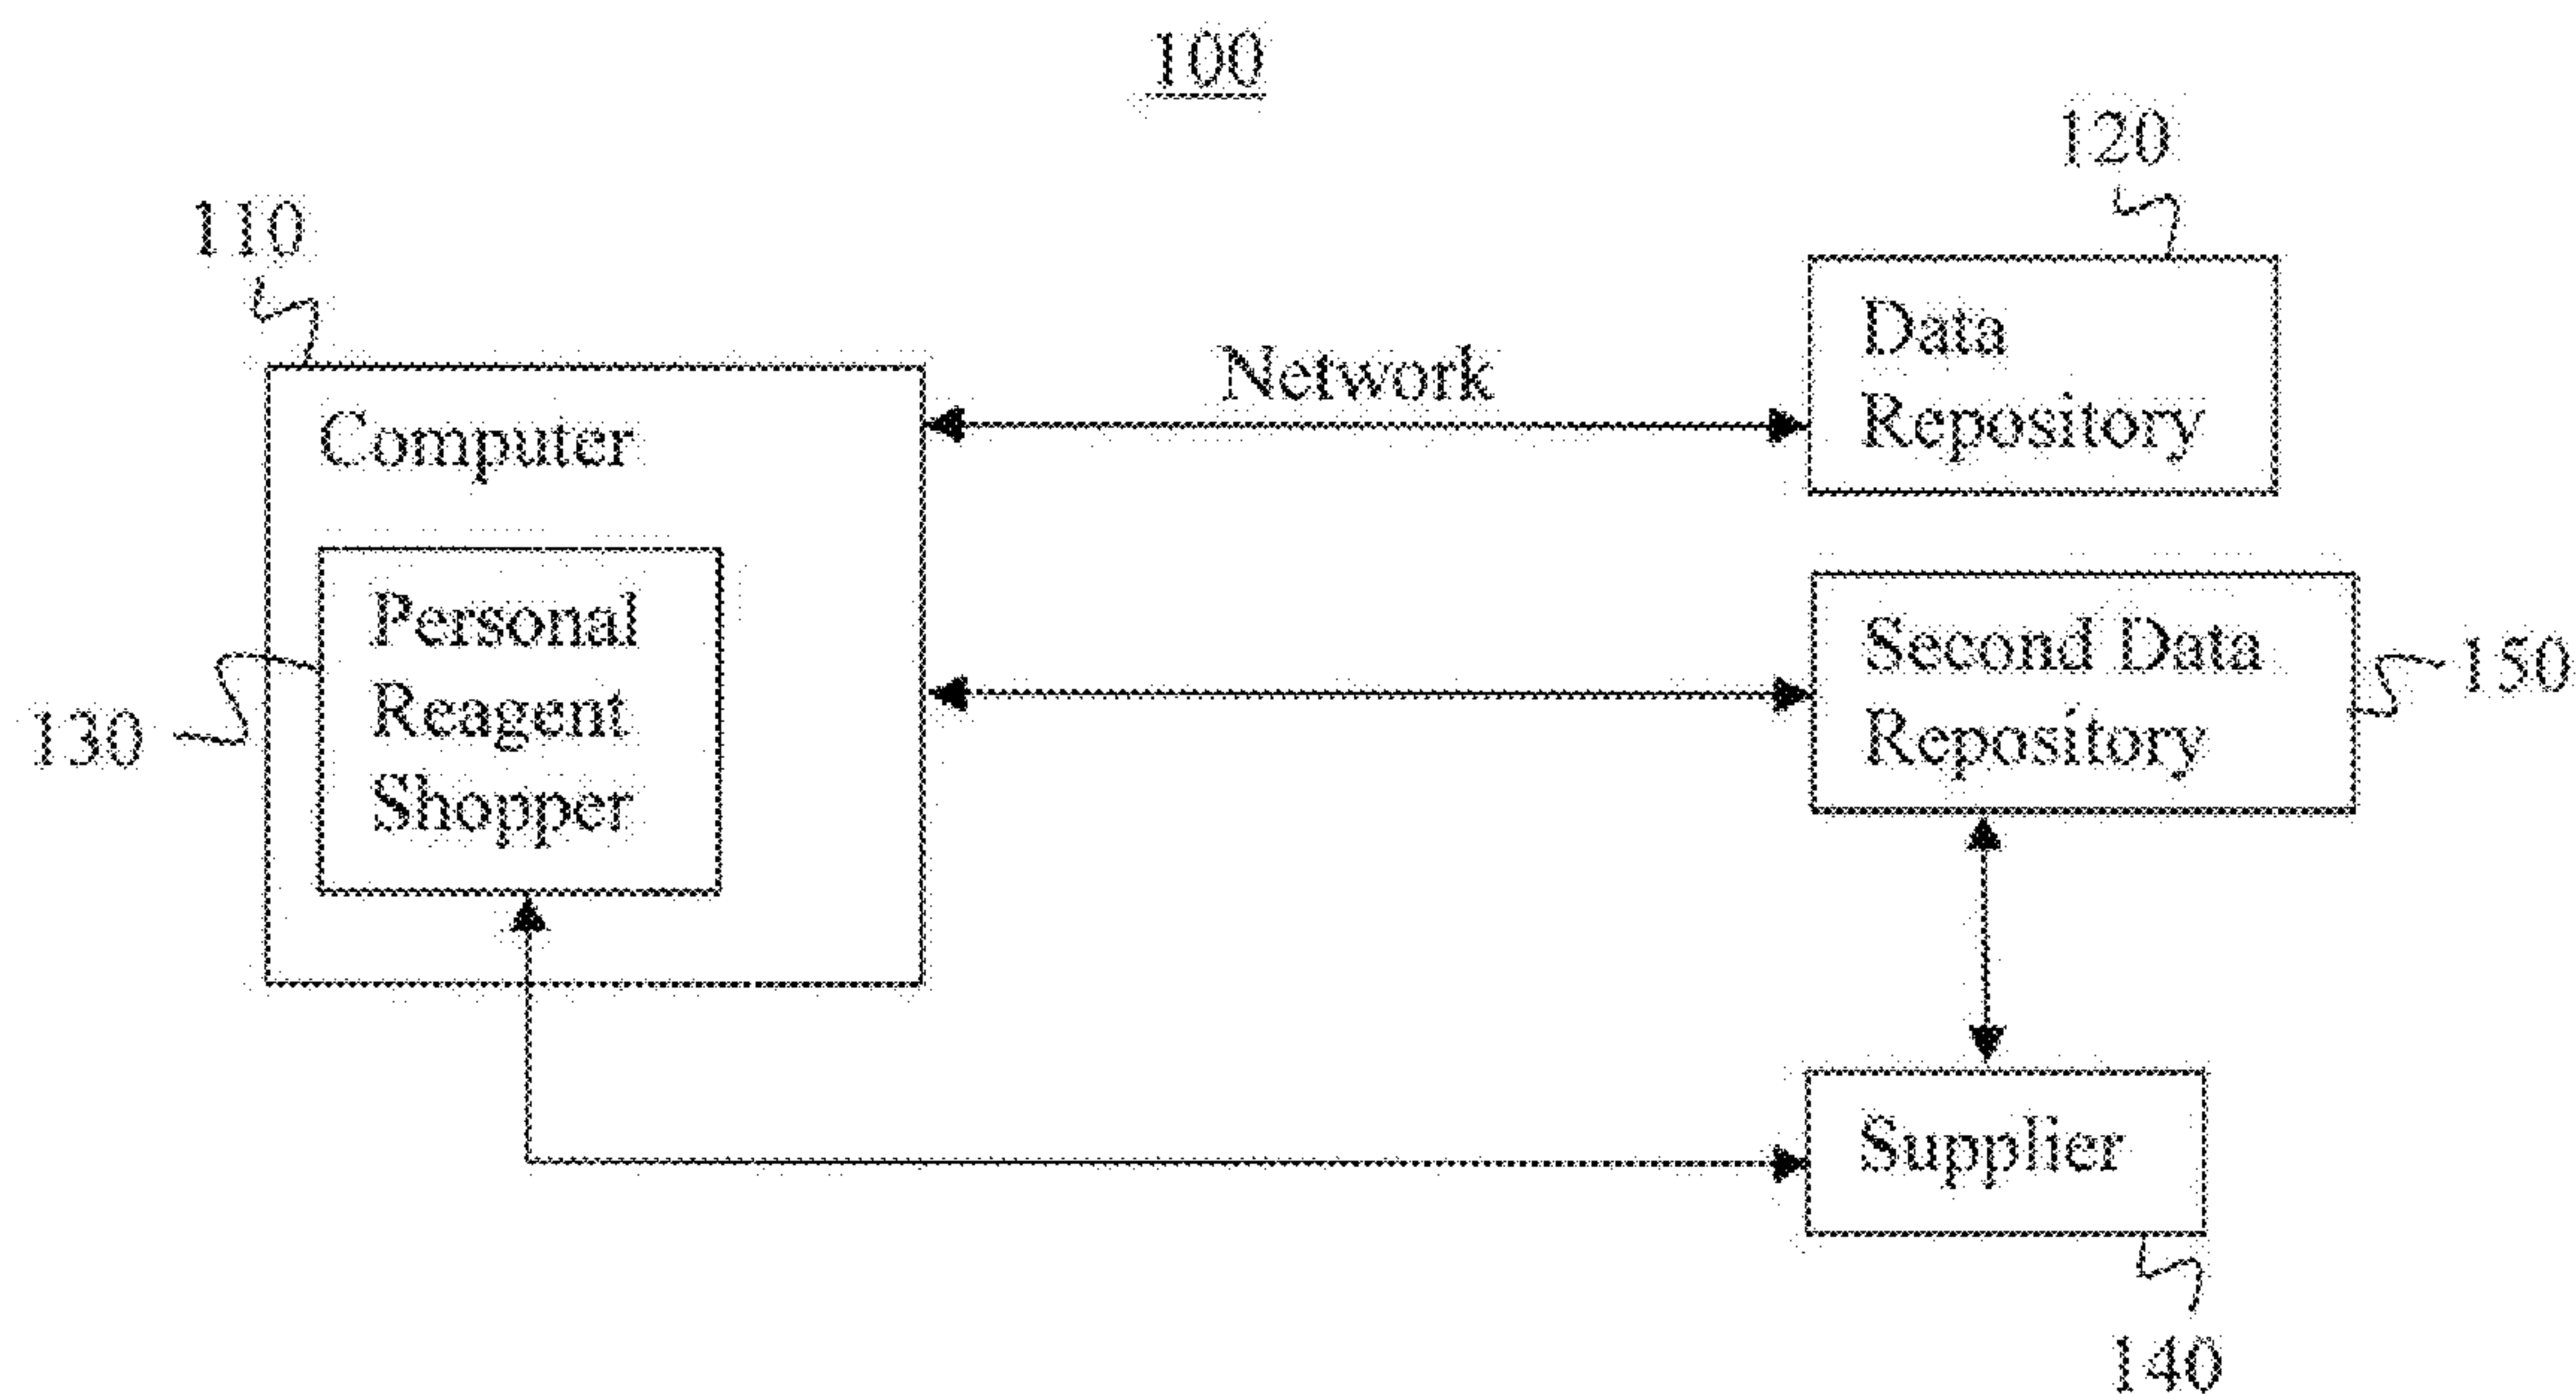 100
120
110
Data
Repository
Network
Computer
Personal
Reagent
Shopper
130
Second Data
Repository
150
Supplier
140